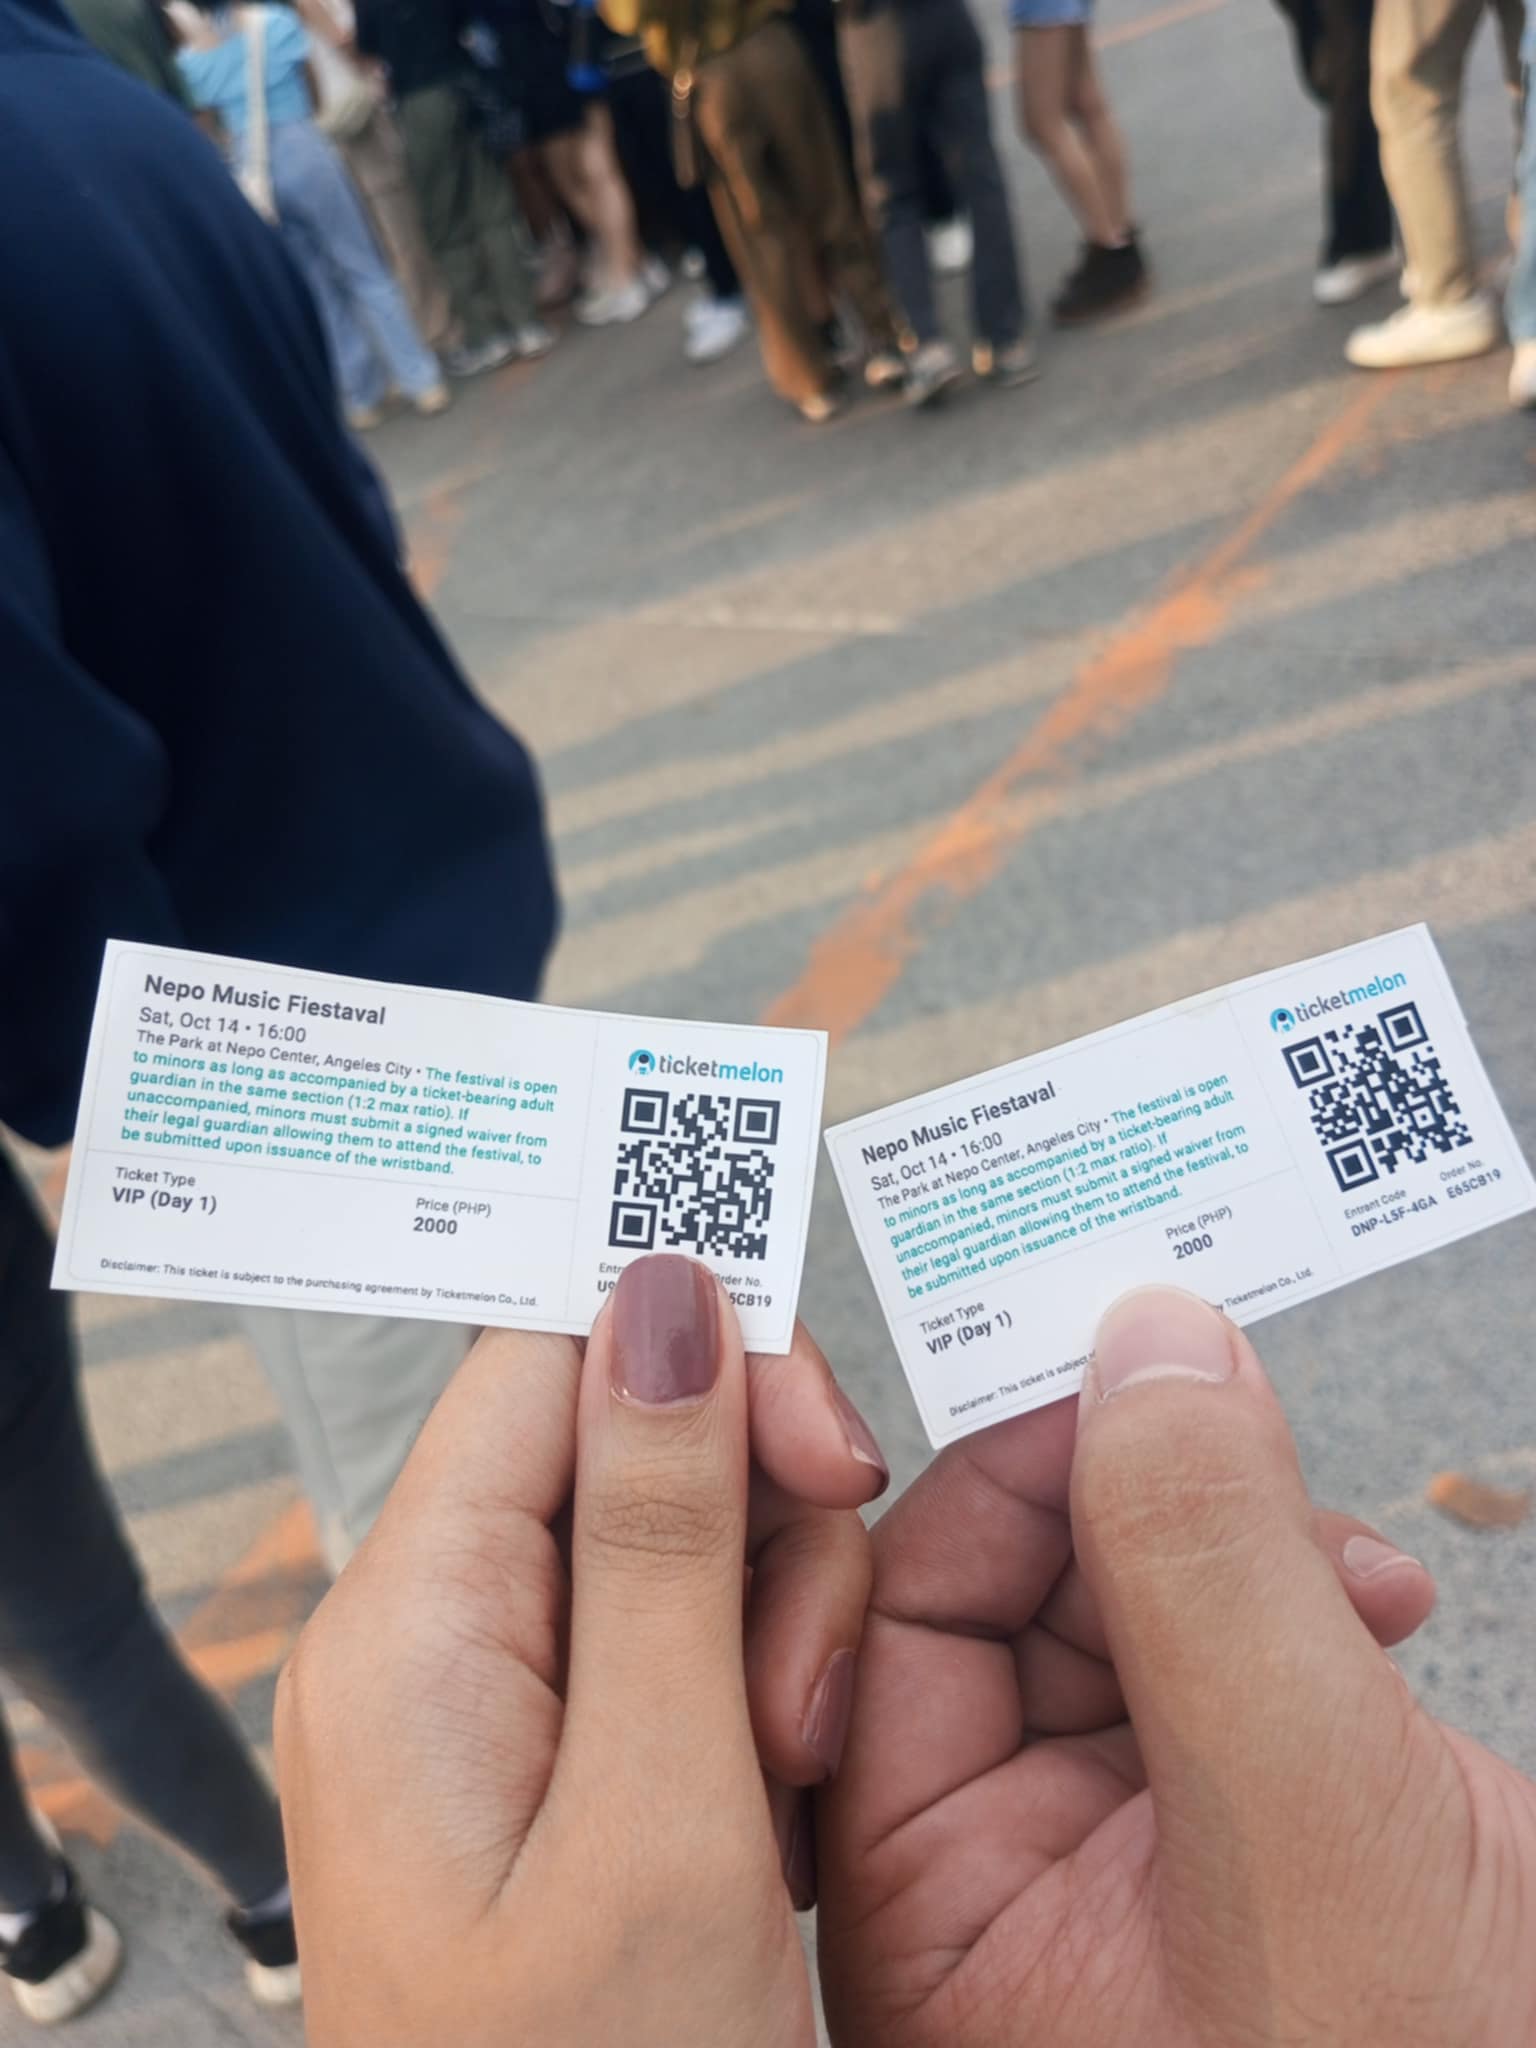 Nepo Music Fiestaval
Sat, Oct 14 • 16:00
The Park at Nepo Center, Angeles City • The festival is open
to minors as long as accompanied by a ticket-bearing adult
guardian in the same section (1:2 max ratio). If
unaccompanied, minors must submit a signed waiver from
their legal guardian allowing them to attend the festival, to
be submitted upon issuance of the wristband.
Ticket Type
VIP (Day 1)
Price (PHP)
2000
Disclaimer: This ticket is subject to the purchasing agreement by Ticketmelon Co., Ltd.
ticketmelon
Order No.
5CB19
Nepo Music Fiestaval
Sat, Oct 14 • 16:00
The Park at Nepo Center, Angeles City • The festival is open
to minors as long as accompanied by a ticket-bearing adult
guardian in the same section (1:2 max ratio). If
unaccompanied, minors must submit a signed waiver from
their legal guardian allowing them to attend the festival, to
be submitted upon issuance of the wristband.
Ticket Type
VIP (Day 1)
Price (PHP)
2000
Disclaimer: This ticket is subject by Ticketmelon Co., Ltd.
ticketmelon
Entrant Code Order No.
DNP-L5F-4GA E65CB19